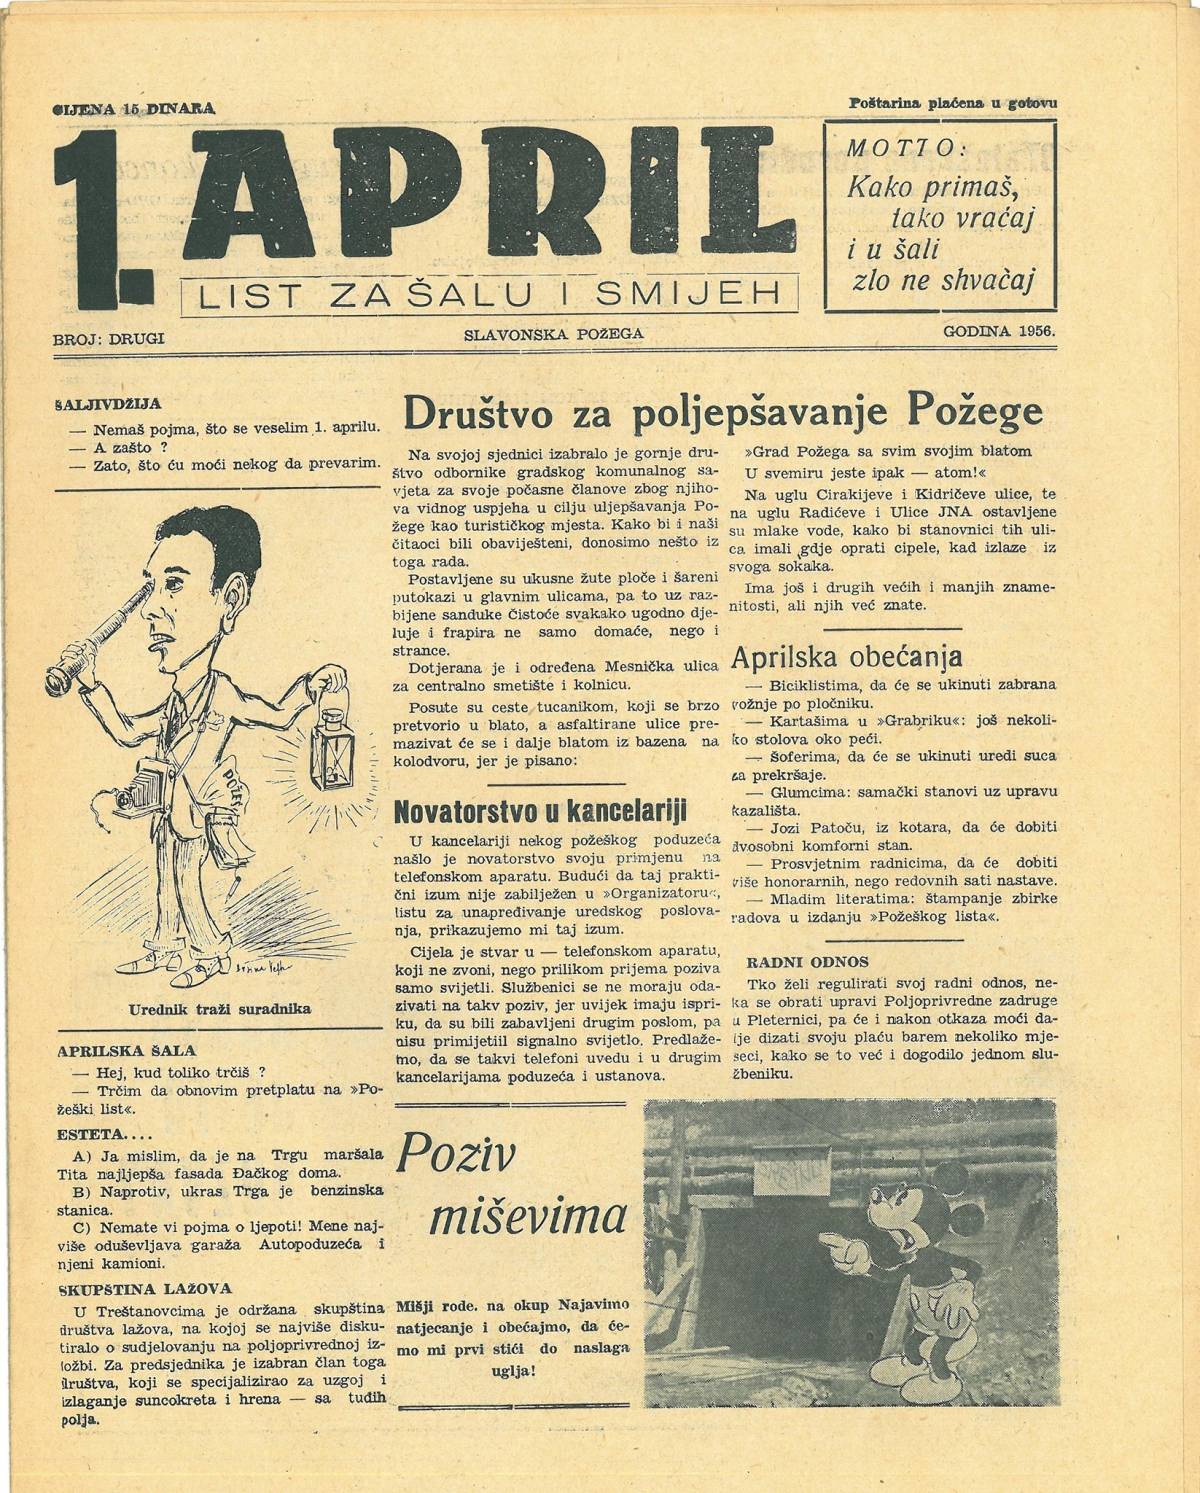 CIJENA 15 DINARA
Poštarina plaćena u gotovu
1. APRIL
LIST ZA ŠALU I SMIJEH
MOTTO:
Kako primaš,
tako vraćaj
i u šali
zlo ne shvaćaj
BROJ: DRUGI
SLAVONSKA POŽEGA
GODINA 1956.
ŠALJIVDŽIJA
— Nemaš pojma, što se veselim 1. aprilu.
— A zašto ?
— Zato, što ću moći nekog da prevarim.
POŽEŠ
Urednik traži suradnika
APRILSKA ŠALA
— Hej, kud toliko trčiš ?
— Trčim da obnovim pretplatu na »Po-
žeški list«.
ESTETA....
A) Ja mislim, da je na Trgu maršala
Tita najljepša fasada Đačkog doma.
B) Naprotiv, ukras Trga je benzinska
stanica.
C) Nemate vi pojma o ljepoti! Mene naj-
više oduševljava garaža Autopoduzeća i
njeni kamioni.
SKUPŠTINA LAŽOVA
U Treštanovcima je održana skupština
društva lažova, na kojoj se najviše disku-
tiralo o sudjelovanju na poljoprivrednoj iz-
ložbi. Za predsjednika je izabran član toga
društva, koji se specijalizirao za uzgoj i
izlaganje suncokreta i hrena — sa tuđih
polja.
Društvo za poljepšavanje Požege
Na svojoj sjednici izabralo je gornje dru-
štvo odbornike gradskog komunalnog sa-
vjeta za svoje počasne članove zbog njiho-
va vidnog uspjeha u cilju uljepšavanja Po-
žege kao turističkog mjesta. Kako bi i naši
čitaoci bili obaviješteni, donosimo nešto iz
toga rada.
Postavljene su ukusne žute ploče i šareni
putokazi u glavnim ulicama, pa to uz raz-
bijene sanduke Čistoće svakako ugodno dje-
luje i frapira ne samo domaće, nego i
strance.
Dotjerana je i određena Mesnička ulica
za centralno smetište i kolnicu.
Posute su ceste tucanikom, koji se brzo
pretvorio u blato, a asfaltirane ulice pre-
mazivat će se i dalje blatom iz bazena na
kolodvoru, jer je pisano:
»Grad Požega sa svim svojim blatom
U svemiru jeste ipak — atom!«
Na uglu Cirakijeve i Kidričeve ulice, te
na uglu Radićeve i Ulice JNA ostavljene
su mlake vode, kako bi stanovnici tih uli-
ca imali gdje oprati cipele, kad izlaze iz
svoga sokaka.
Ima još i drugih većih i manjih zname-
nitosti, ali njih već znate.
Novatorstvo u kancelariji
U kancelariji nekog požeškog poduzeća
našlo je novatorstvo svoju primjenu na
telefonskom aparatu. Budući da taj prakti-
čni izum nije zabilježen u »Organizatoru«,
listu za unapređivanje uredskog poslova-
nja, prikazujemo mi taj izum.
Cijela je stvar u — telefonskom aparatu,
koji ne zvoni, nego prilikom prijema poziva
samo svijetli. Službenici se ne moraju oda-
zivati na takv poziv, jer uvijek imaju ispri-
ku, da su bili zabavljeni drugim poslom, pa
nisu primijetiil signalno svijetlo. Predlaže-
mo, da se takvi telefoni uvedu i u drugim
kancelarijama poduzeća i ustanova.
Aprilska obećanja
— Biciklistima, da će se ukinuti zabrana
vožnje po pločniku.
— Kartašima u »Grabriku«: još nekoli-
ko stolova oko peći.
— Šoferima, da će se ukinuti uredi suca
za prekršaje.
— Glumcima: samački stanovi uz upravu
kazališta.
— Jozi Patoču, iz kotara, da će dobiti
dvosobni komforni stan.
— Prosvjetnim radnicima, da će dobiti
više honorarnih, nego redovnih sati nastave.
— Mladim literatima: štampanje zbirke
radova u izdanju »Požeškog lista«.
RADNI ODNOS
Tko želi regulirati svoj radni odnos, ne-
ka se obrati upravi Poljoprivredne zadruge
u Pleternici, pa će i nakon otkaza moći da-
lje dizati svoju plaću barem nekoliko mje-
seci, kako se to već i dogodilo jednom slu-
žbeniku.
Poziv
miševima
Mišji rode. na okup Najavimo
natjecanje i obećajmo, da će-
mo mi prvi stići do naslaga
uglja!